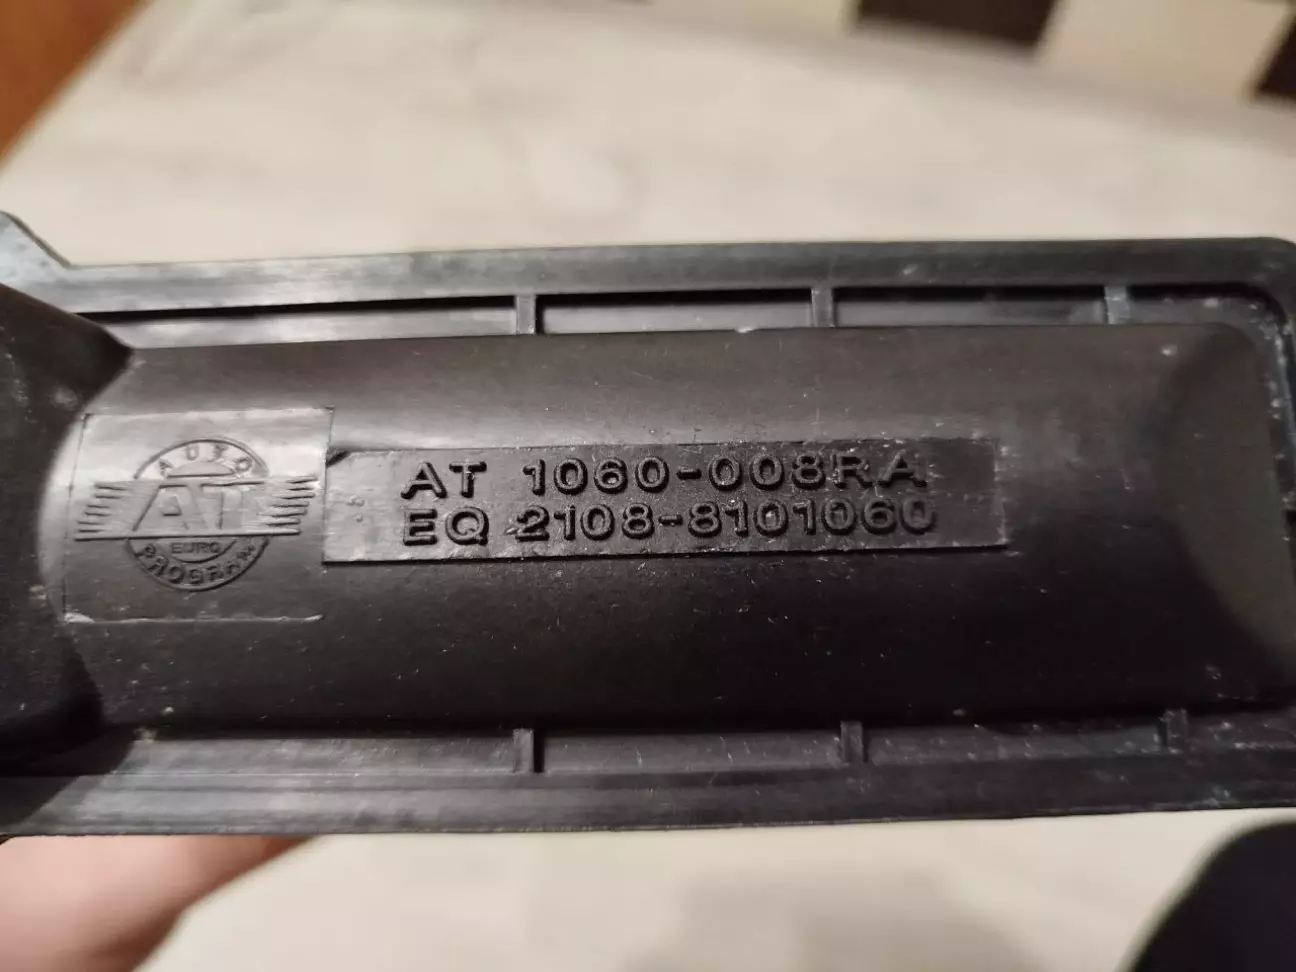 AUTO
AT
EURO
PROGRAM
AT 1060-008RA
EQ 2108-8101060